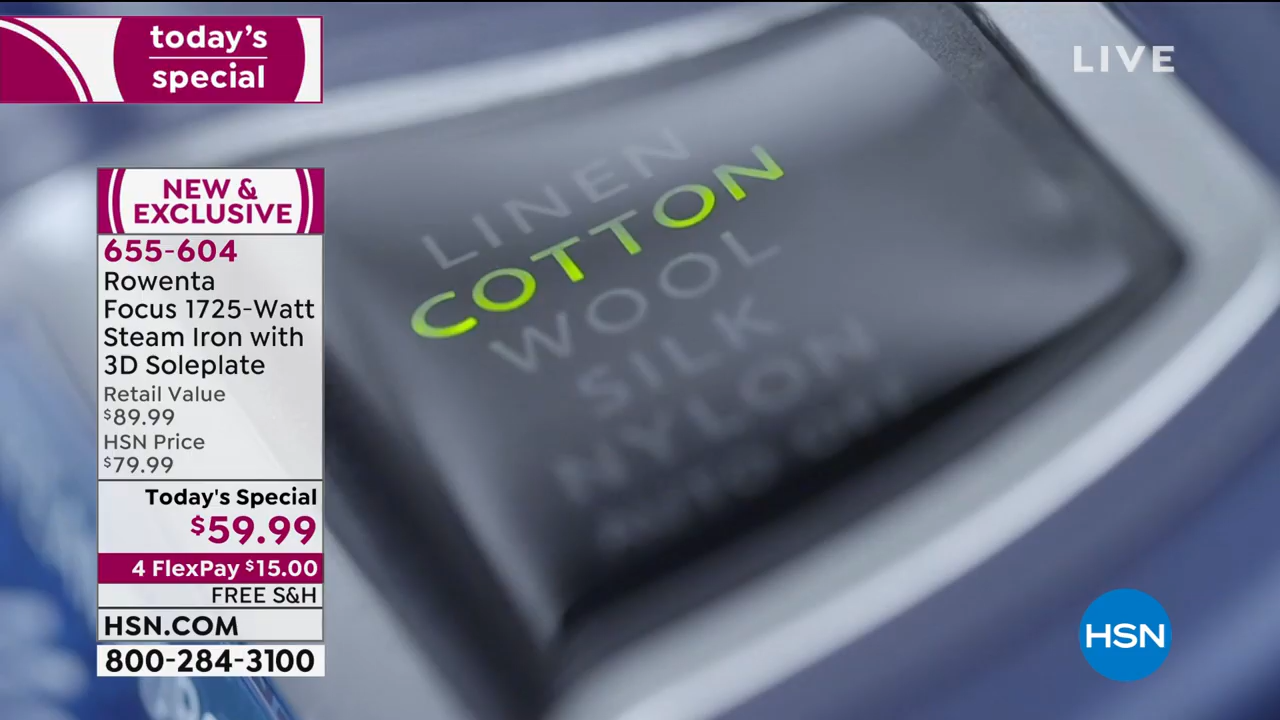 today's
special
LIVE
NEW &
EXCLUSIVE
655-604
Rowenta
Focus 1725-Watt
Steam Iron with
3D Soleplate
Retail Value
$89.99
HSN Price
$79.99
Today's Special
$59.99
4 FlexPay $15.00
FREE S&H
HSN.COM
800-284-3100
LINEN
COTTON
WOOL
SILK
NYLON
AUTO OFF
HSN